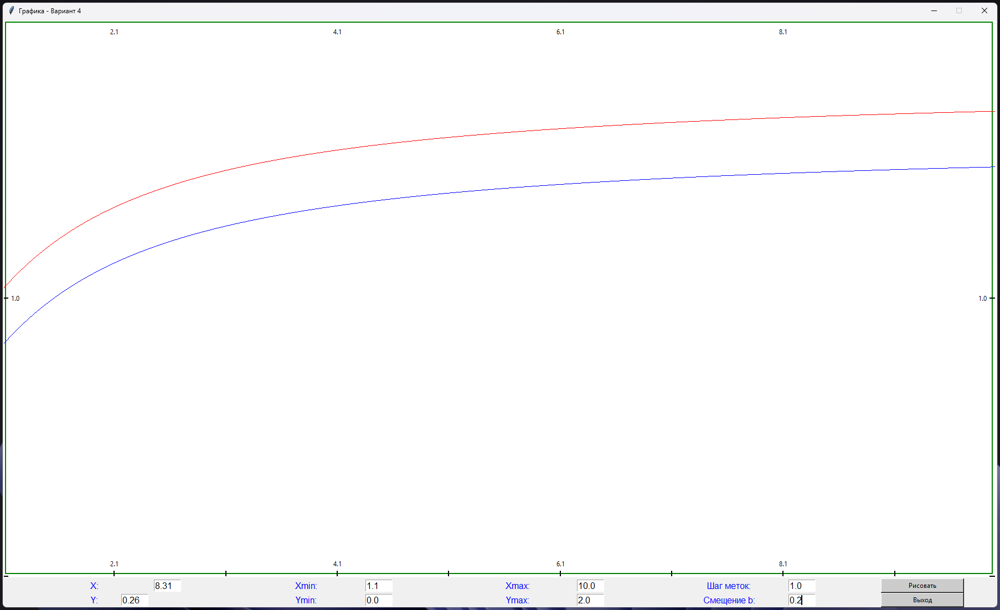 Графика - Вариант 4
2.1 4.1 6.1 8.1
1.0 1.0
2.1 4.1 6.1 8.1
X: 8.31 Xmin: 1.1 Xmax: 10.0 Шаг меток: 1.0 Рисовать
Y: 0.26 Ymin: 0.0 Ymax: 2.0 Смещение b: 0.2 Выход